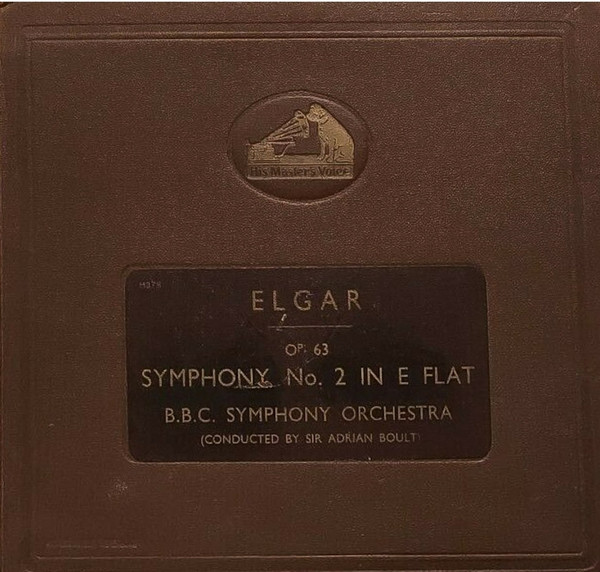 His Master's Voice
ELGAR
OP: 63
SYMPHONY No. 2 IN E FLAT
B.B.C. SYMPHONY ORCHESTRA
(CONDUCTED BY SIR ADRIAN BOULT)